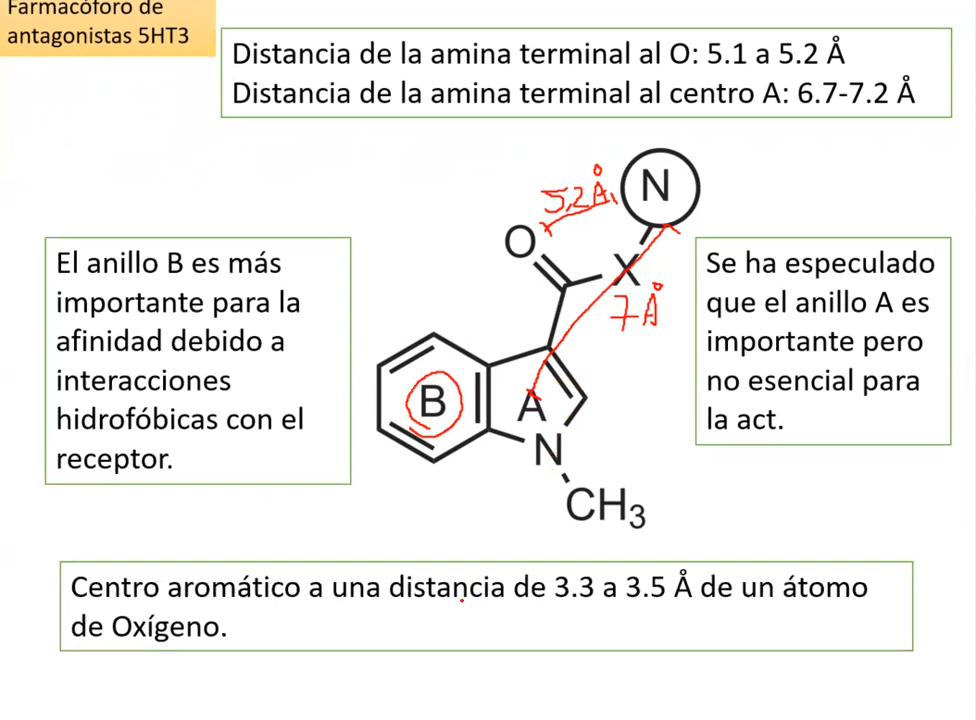 Farmacóforo de
antagonistas 5HT3
Distancia de la amina terminal al O: 5.1 a 5.2 Å
Distancia de la amina terminal al centro A: 6.7-7.2 Å
5,2Å
N
O
X
7Å
El anillo B es más
importante para la
afinidad debido a
interacciones
hidrofóbicas con el
receptor.
Se ha especulado
que el anillo A es
importante pero
no esencial para
la act.
B
A
N
CH3
Centro aromático a una distancia de 3.3 a 3.5 Å de un átomo
de Oxígeno.